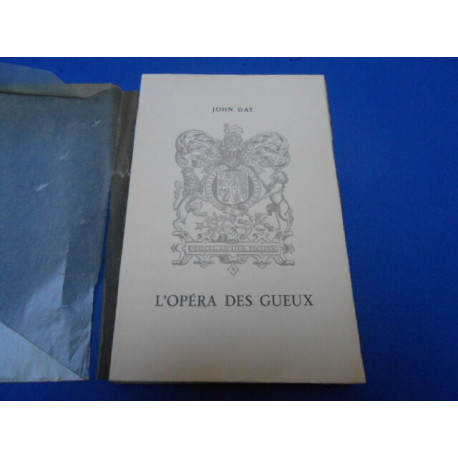 JOHN GAY
L'OPÉRA DES GUEUX